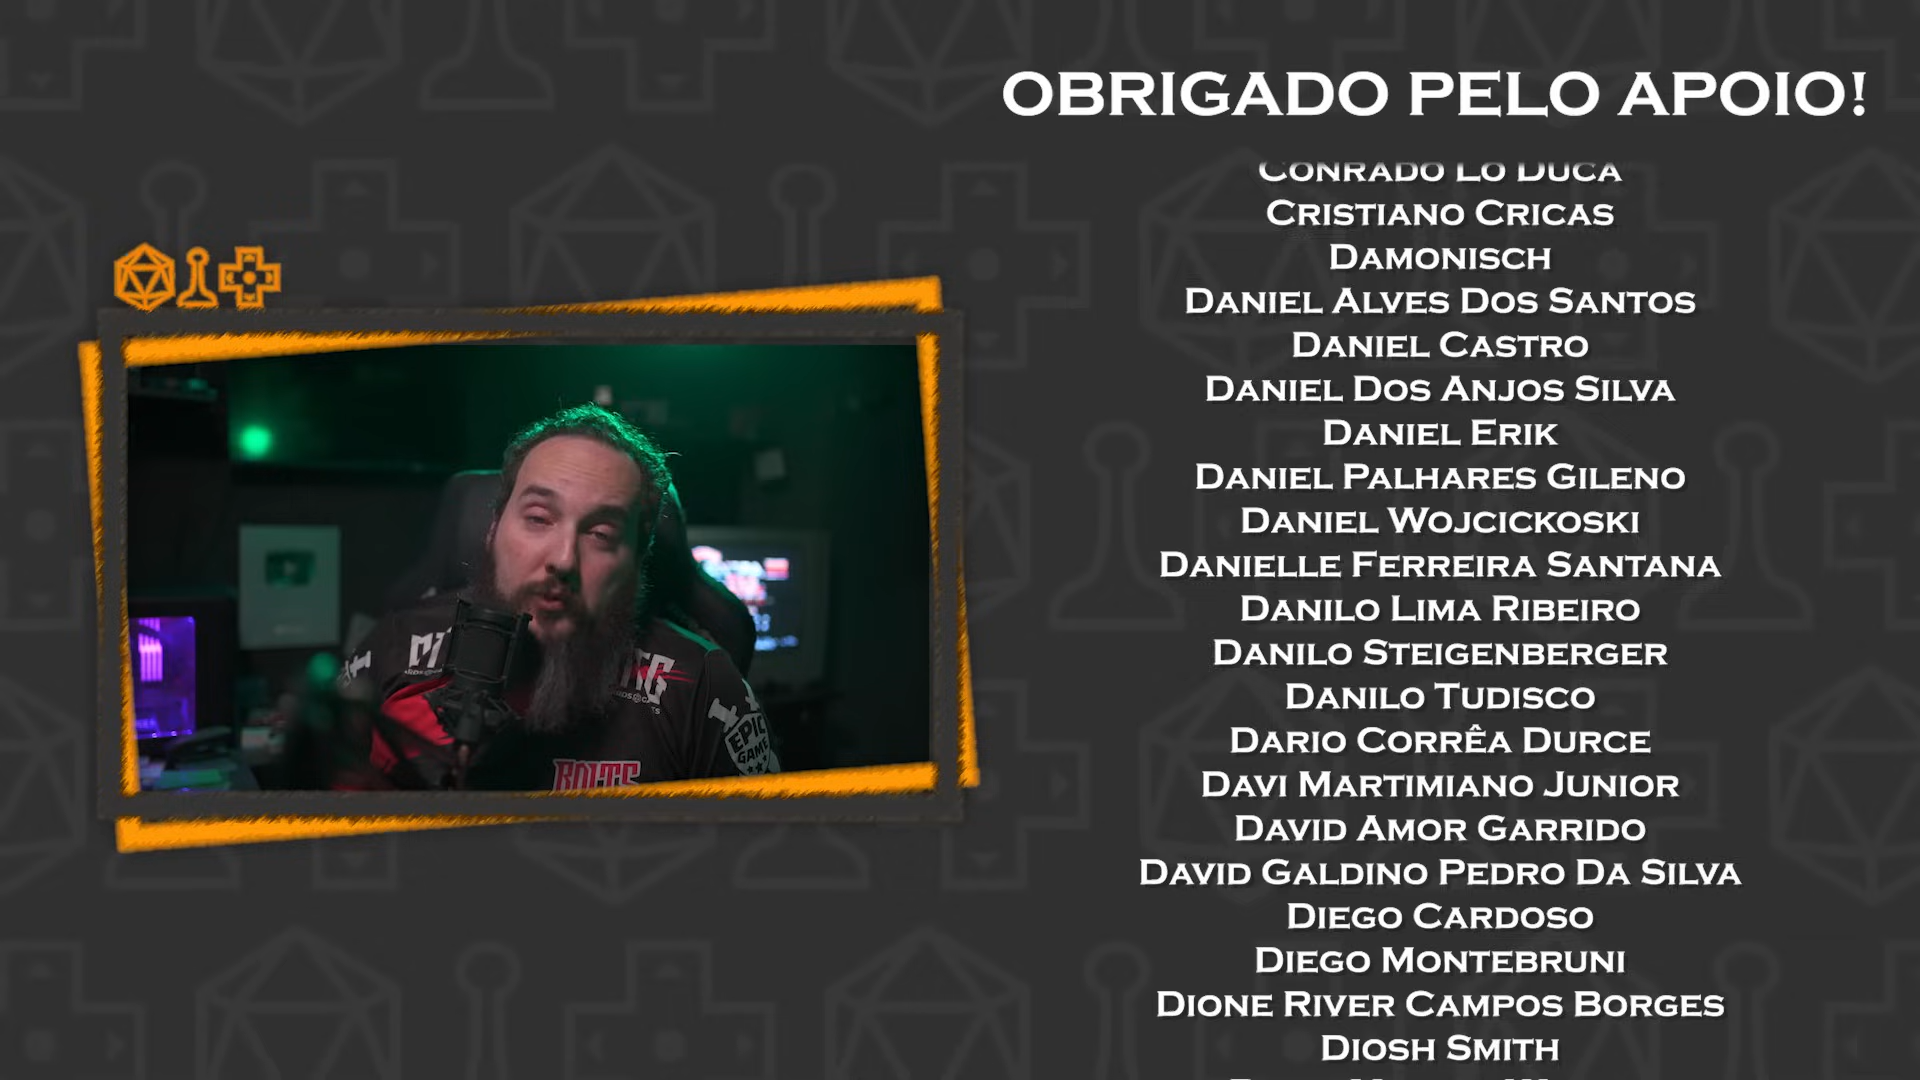 OBRIGADO PELO APOIO!
CONRADO LO DUCA
CRISTIANO CRICAS
DAMONISCH
DANIEL ALVES DOS SANTOS
DANIEL CASTRO
DANIEL DOS ANJOS SILVA
DANIEL ERIK
DANIEL PALHARES GILENO
DANIEL WOJCICKOSKI
DANIELLE FERREIRA SANTANA
DANILO LIMA RIBEIRO
DANILO STEIGENBERGER
DANILO TUDISCO
DARIO CORRÊA DURCE
DAVI MARTIMIANO JUNIOR
DAVID AMOR GARRIDO
DAVID GALDINO PEDRO DA SILVA
DIEGO CARDOSO
DIEGO MONTEBRUNI
DIONE RIVER CAMPOS BORGES
DIOSH SMITH
EPIC
GAME
BOLTS